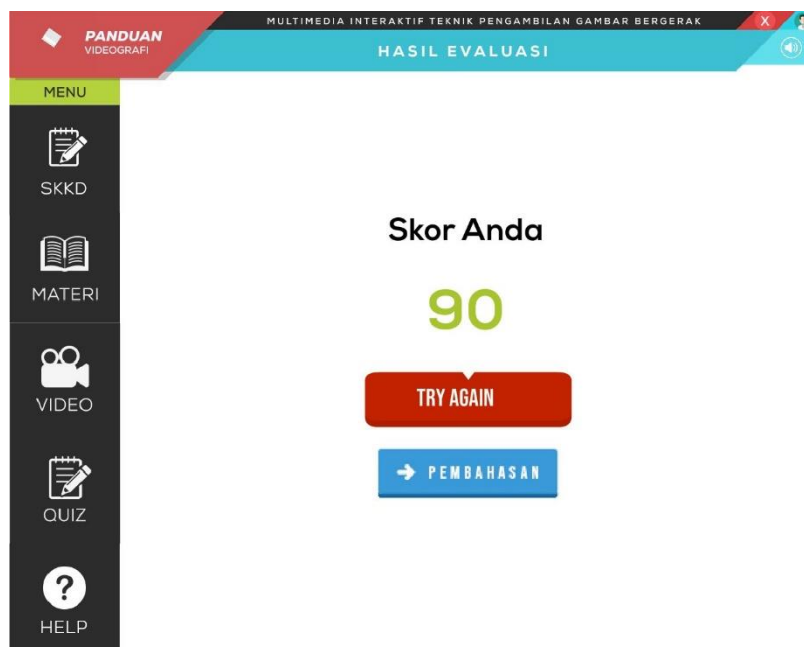 MULTIMEDIA INTERAKTIF TEKNIK PENGAMBILAN GAMBAR BERGERAK
X
PANDUAN
VIDEOGRAFI
HASIL EVALUASI
MENU
SKKD
MATERI
VIDEO
QUIZ
?
HELP
Skor Anda
90
TRY AGAIN
PEMBAHASAN